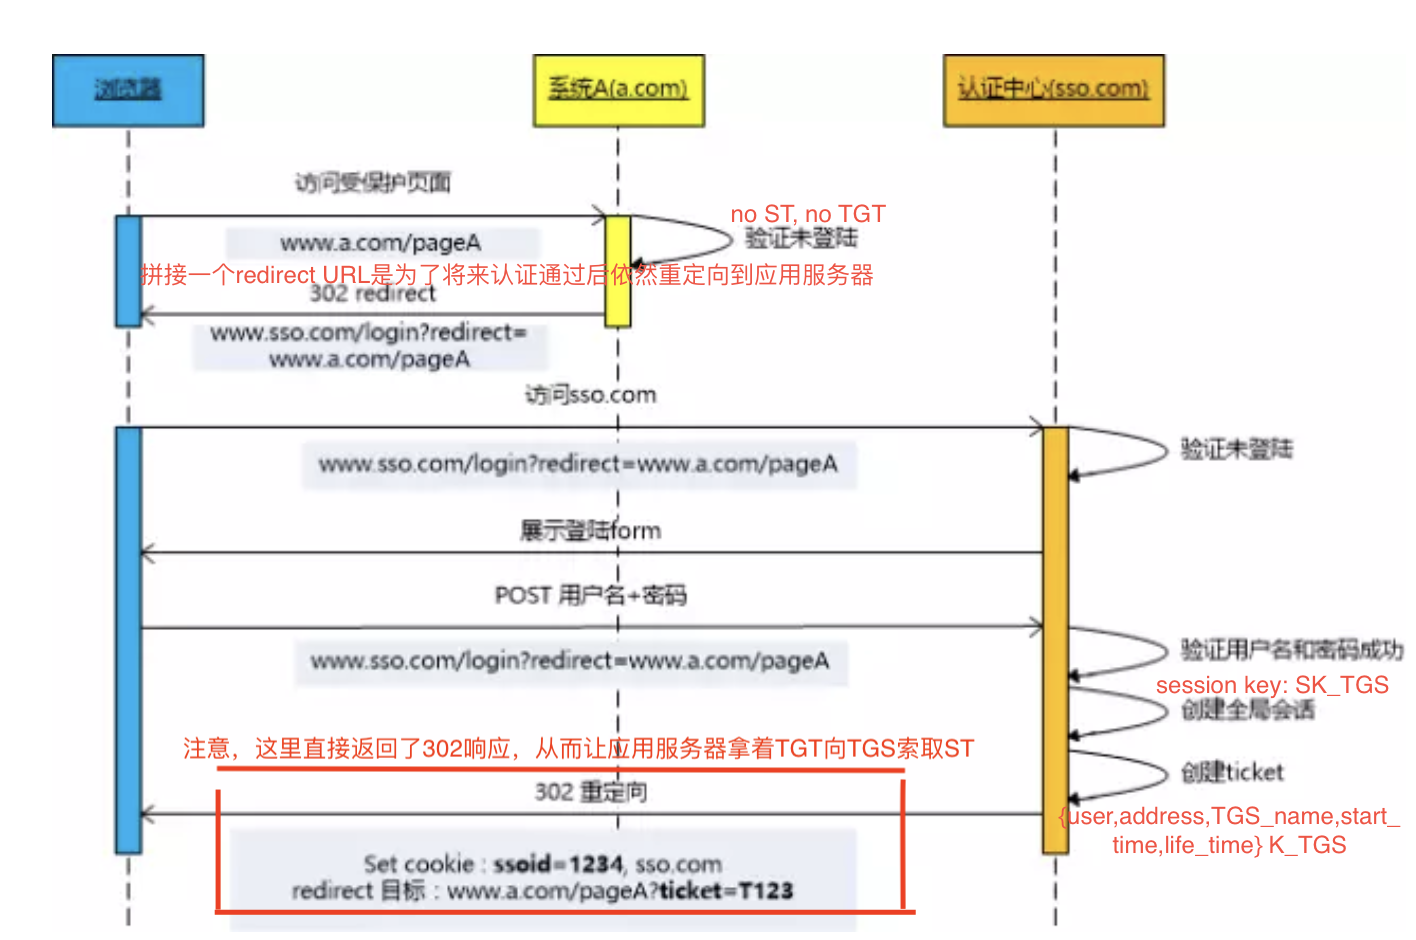 浏览器
系统A(a.com)
认证中心(sso.com)
访问受保护页面
no ST, no TGT
验证未登陆
www.a.com/pageA
拼接一个redirect URL是为了将来认证通过后依然重定向到应用服务器
302 redirect
www.sso.com/login?redirect=
www.a.com/pageA
访问sso.com
验证未登陆
www.sso.com/login?redirect=www.a.com/pageA
展示登陆form
POST 用户名+密码
验证用户名和密码成功
www.sso.com/login?redirect=www.a.com/pageA
session key: SK_TGS
创建全局会话
注意，这里直接返回了302响应，从而让应用服务器拿着TGT向TGS索取ST
创建ticket
302 重定向
{user,address,TGS_name,start_
time,life_time} K_TGS
Set cookie : ssoid=1234, sso.com
redirect 目标 : www.a.com/pageA?ticket=T123